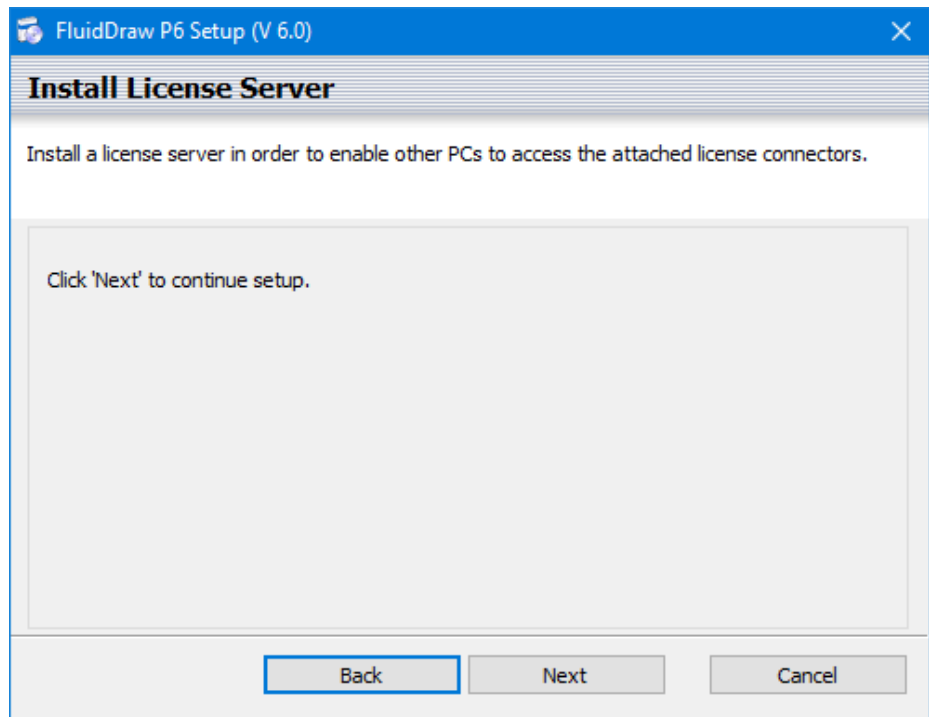 FluidDraw P6 Setup (V 6.0)
Install License Server
Install a license server in order to enable other PCs to access the attached license connectors.
Click 'Next' to continue setup.
Back Next Cancel